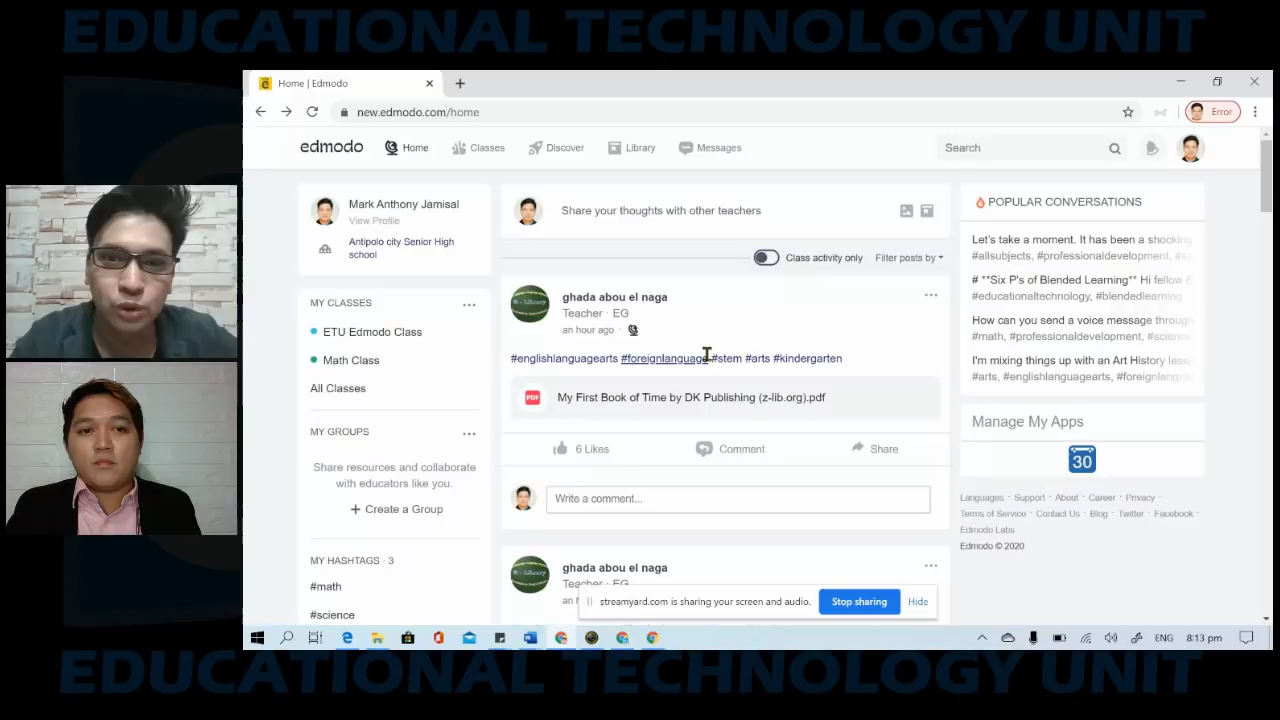 EDUCATIONAL TECHNOLOGY UNIT
Home | Edmodo
new.edmodo.com/home
Error
edmodo
Home
Classes
Discover
Library
Messages
Search
Mark Anthony Jamisal
View Profile
Antipolo city Senior High
school
MY CLASSES
ETU Edmodo Class
Math Class
All Classes
MY GROUPS
Share resources and collaborate
with educators like you.
+ Create a Group
MY HASHTAGS · 3
#math
#science
Share your thoughts with other teachers
Class activity only
Filter posts by
ghada abou el naga
Teacher · EG
an hour ago ·
#englishlanguagearts #foreignlanguage #stem #arts #kindergarten
PDF
My First Book of Time by DK Publishing (z-lib.org).pdf
6 Likes
Comment
Share
Write a comment...
ghada abou el naga
Teacher · EG
POPULAR CONVERSATIONS
Let's take a moment. It has been a shocking
#allsubjects, #professionaldevelopment,
# **Six P's of Blended Learning** Hi fellow
#educationaltechnology, #blendedlearning
How can you send a voice message through
#math, #professionaldevelopment,
I'm mixing things up with an Art History
#arts, #englishlanguagearts,
Manage My Apps
30
Languages · Support · About · Career · Privacy ·
Terms of Service · Contact Us · Blog · Twitter · Facebook ·
Edmodo Labs
Edmodo © 2020
streamyard.com is sharing your screen and audio.
Stop sharing
Hide
ENG
8:13 pm
EDUCATIONAL TECHNOLOGY UNIT